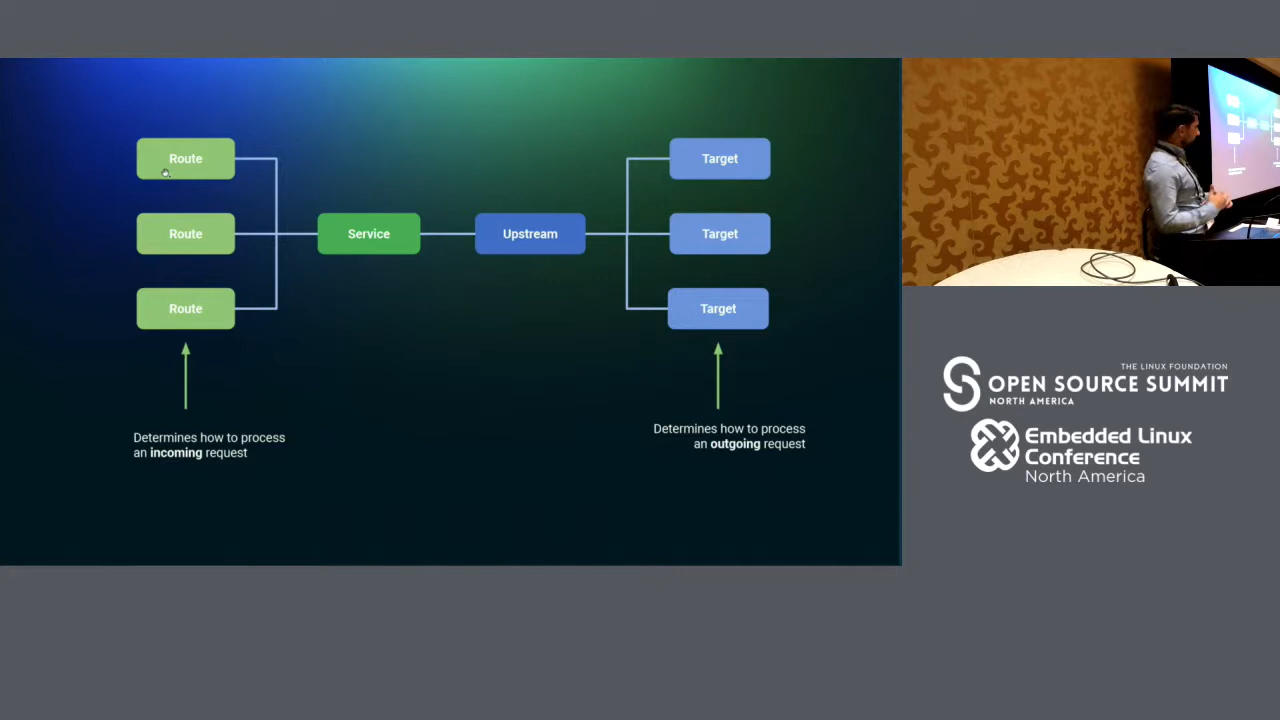 Route
Target
Route
Service
Upstream
Target
Route
Target
Determines how to process
an incoming request
Determines how to process
an outgoing request
THE LINUX FOUNDATION
OPEN SOURCE SUMMIT
NORTH AMERICA
Embedded Linux
Conference
North America